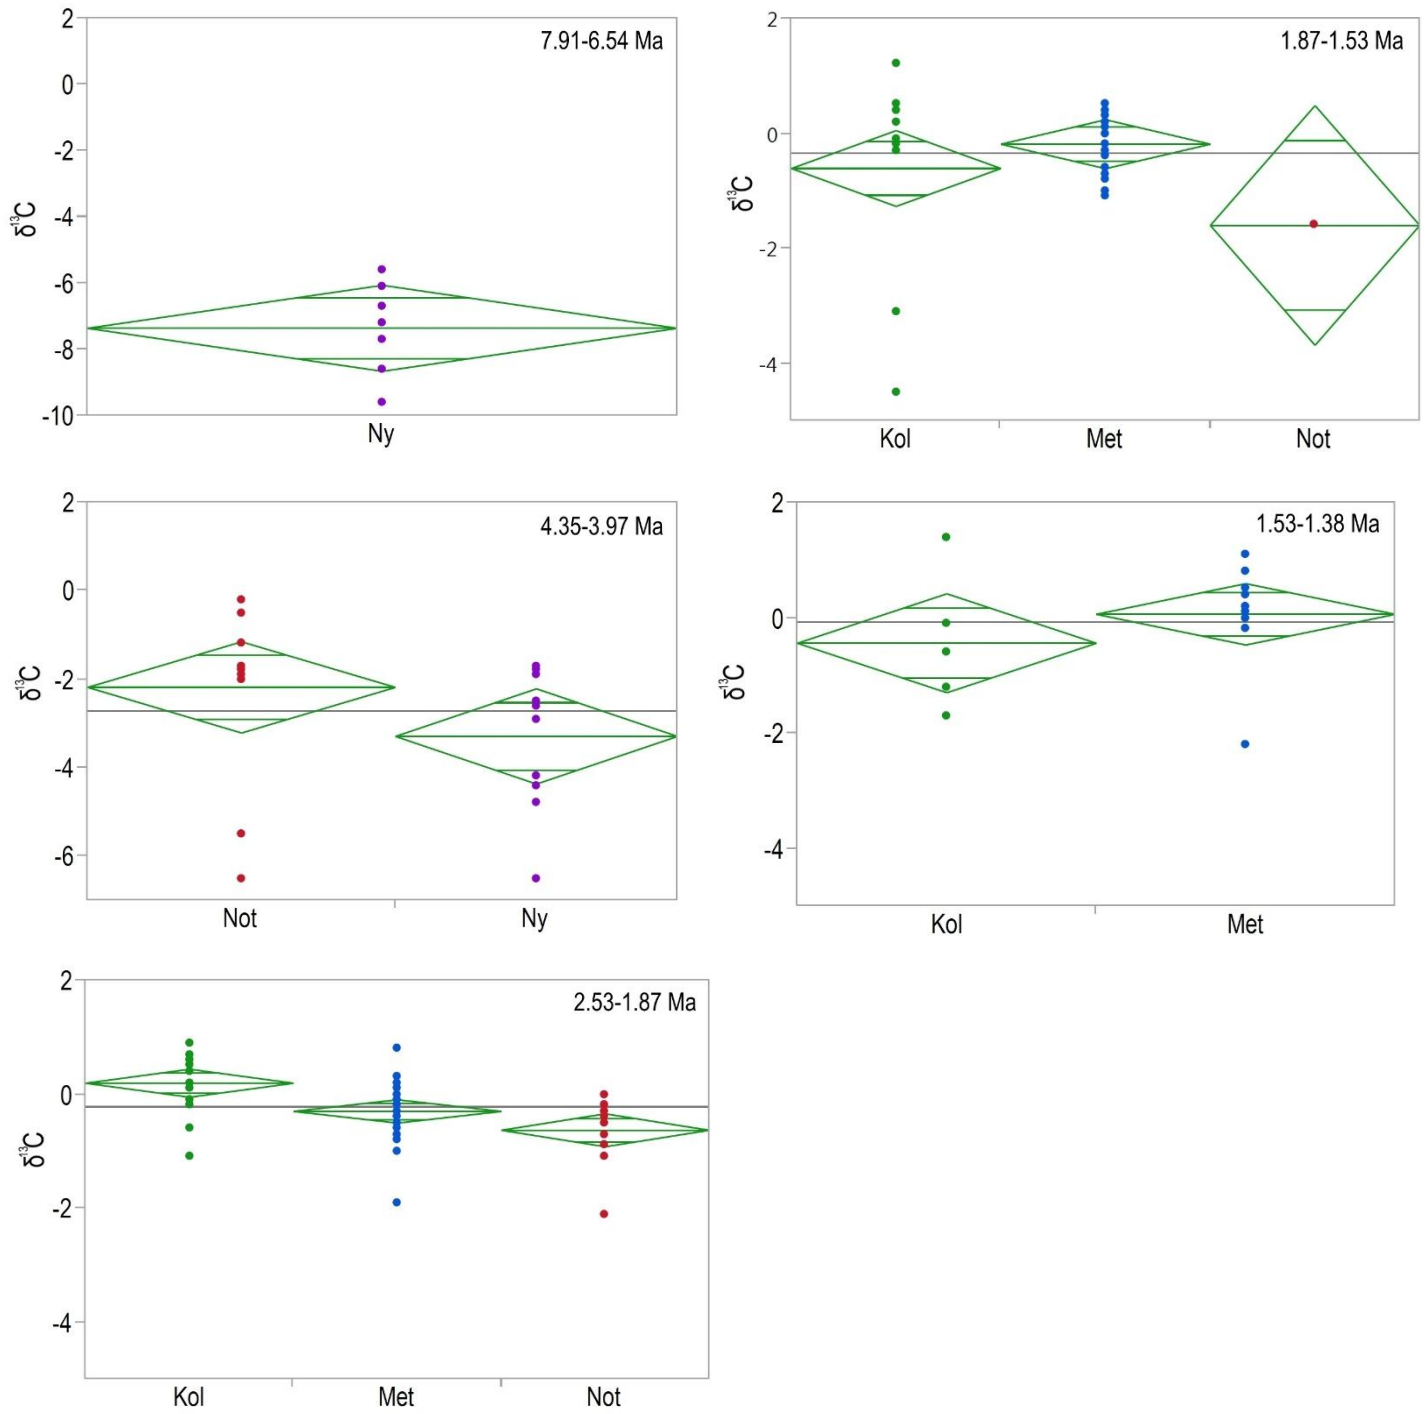 7.91-6.54 Ma
2
0
-2
-4
-6
-8
-10
δ¹³C
Ny
1.87-1.53 Ma
2
0
-2
-4
δ¹³C
Kol Met Not
4.35-3.97 Ma
2
0
-2
-4
-6
δ¹³C
Not Ny
1.53-1.38 Ma
2
0
-2
-4
δ¹³C
Kol Met
2.53-1.87 Ma
2
0
-2
-4
δ¹³C
Kol Met Not